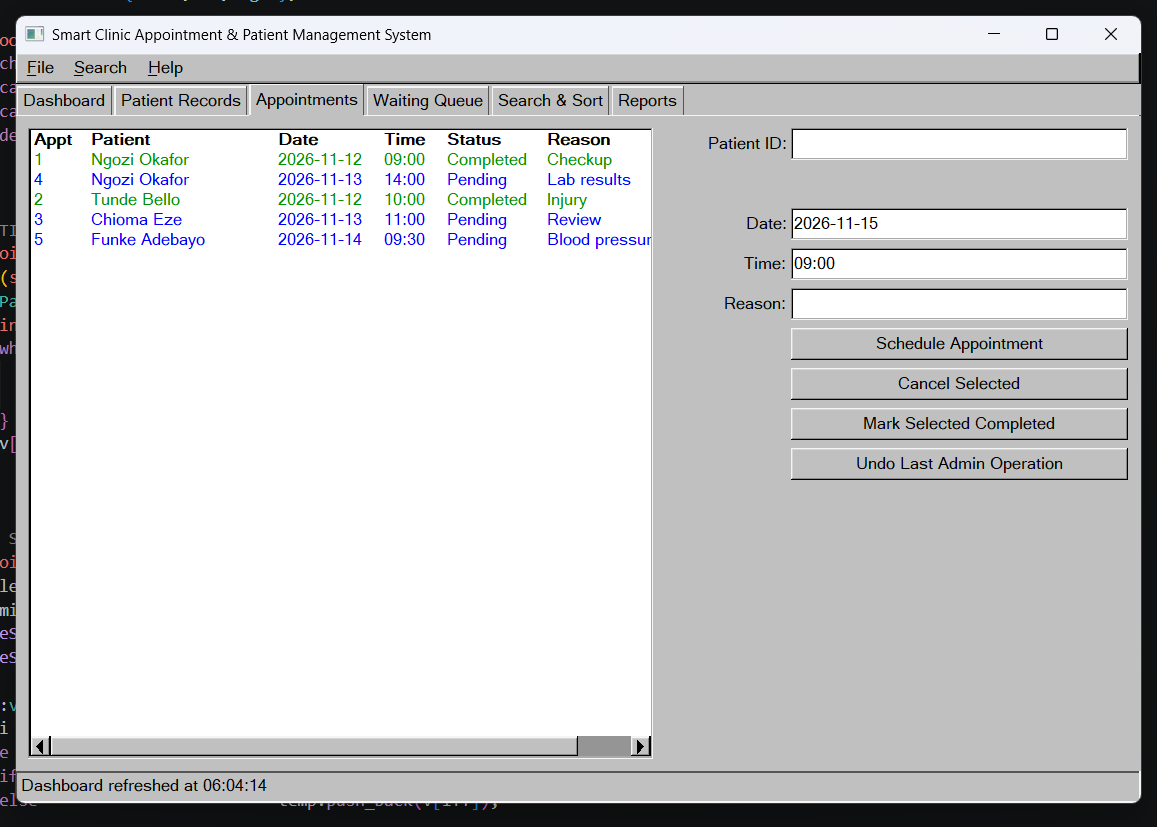 Smart Clinic Appointment & Patient Management System
File Search Help
Dashboard Patient Records Appointments Waiting Queue Search & Sort Reports
Appt Patient Date Time Status Reason
1 Ngozi Okafor 2026-11-12 09:00 Completed Checkup
4 Ngozi Okafor 2026-11-13 14:00 Pending Lab results
2 Tunde Bello 2026-11-12 10:00 Completed Injury
3 Chioma Eze 2026-11-13 11:00 Pending Review
5 Funke Adebayo 2026-11-14 09:30 Pending Blood pressur
Patient ID:
Date: 2026-11-15
Time: 09:00
Reason:
Schedule Appointment
Cancel Selected
Mark Selected Completed
Undo Last Admin Operation
Dashboard refreshed at 06:04:14